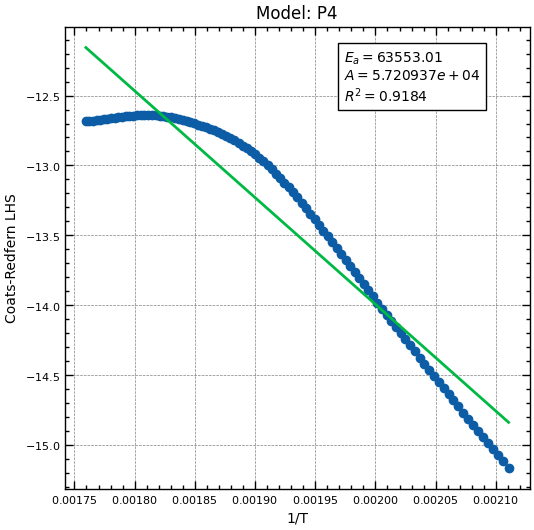 Model: P4
Eₐ = 63553.01
A = 5.720937e + 04
R² = 0.9184
Coats-Redfern LHS
−12.5
−13.0
−13.5
−14.0
−14.5
−15.0
0.00175 0.00180 0.00185 0.00190 0.00195 0.00200 0.00205 0.00210
1/T